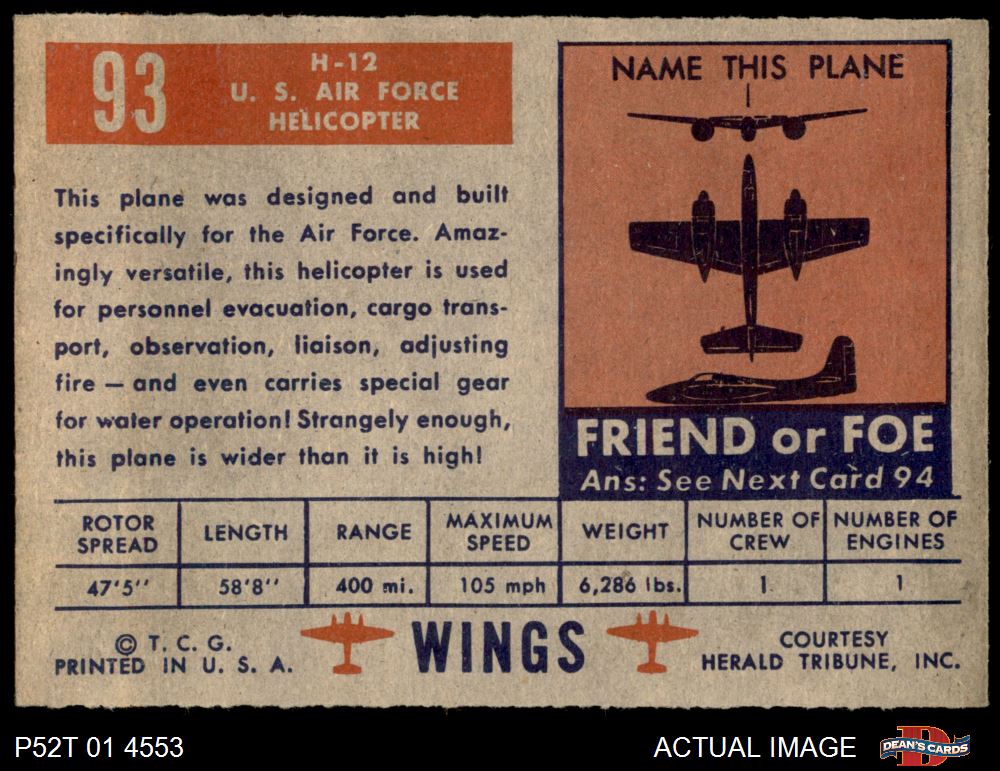 93
H-12
U. S. AIR FORCE
HELICOPTER
This plane was designed and built
specifically for the Air Force. Amaz-
ingly versatile, this helicopter is used
for personnel evacuation, cargo trans-
port, observation, liaison, adjusting
fire — and even carries special gear
for water operation! Strangely enough,
this plane is wider than it is high!
NAME THIS PLANE
FRIEND or FOE
Ans: See Next Card 94
ROTOR SPREAD
LENGTH
RANGE
MAXIMUM SPEED
WEIGHT
NUMBER OF CREW
NUMBER OF ENGINES
47'5'' 58'8'' 400 mi. 105 mph 6,286 lbs. 1 1
© T. C. G.
PRINTED IN U. S. A.
WINGS
COURTESY
HERALD TRIBUNE, INC.
P52T 01 4553
ACTUAL IMAGE
DEAN'S CARDS